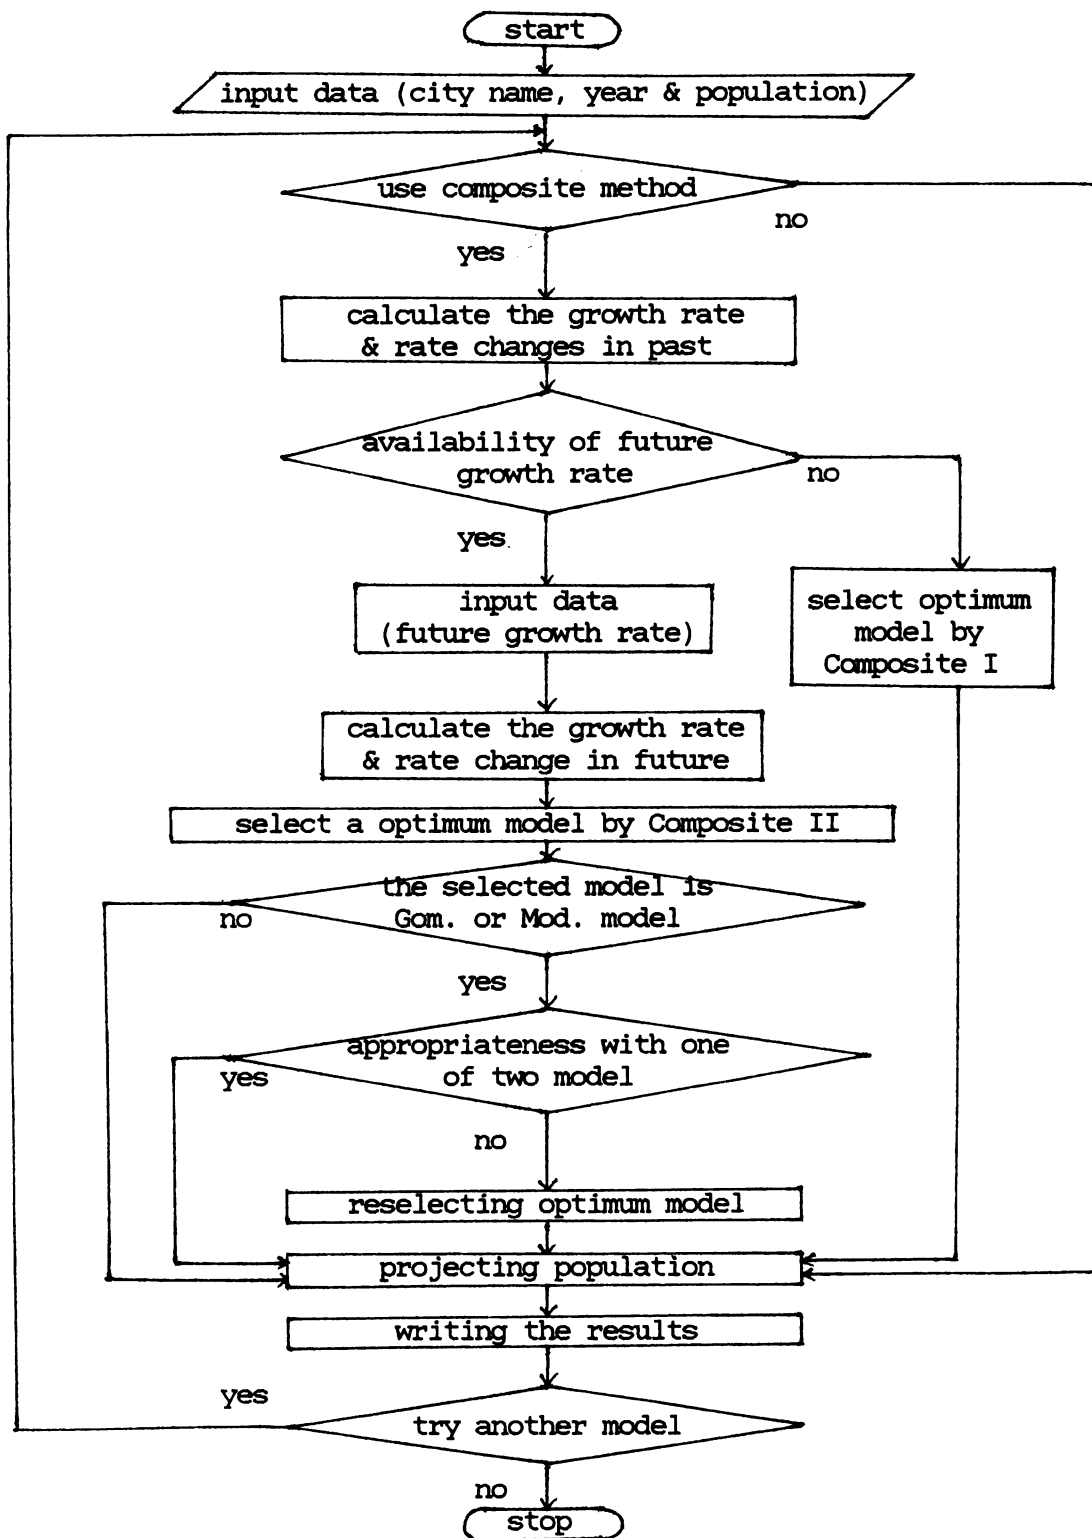 start
input data (city name, year & population)
use composite method
no
yes
calculate the growth rate
& rate changes in past
availability of future
growth rate
no
yes
input data
(future growth rate)
select optimum
model by
Composite I
calculate the growth rate
& rate change in future
select a optimum model by Composite II
the selected model is
Gom. or Mod. model
no
yes
appropriateness with one
of two model
yes
no
reselecting optimum model
projecting population
writing the results
yes
try another model
no
stop